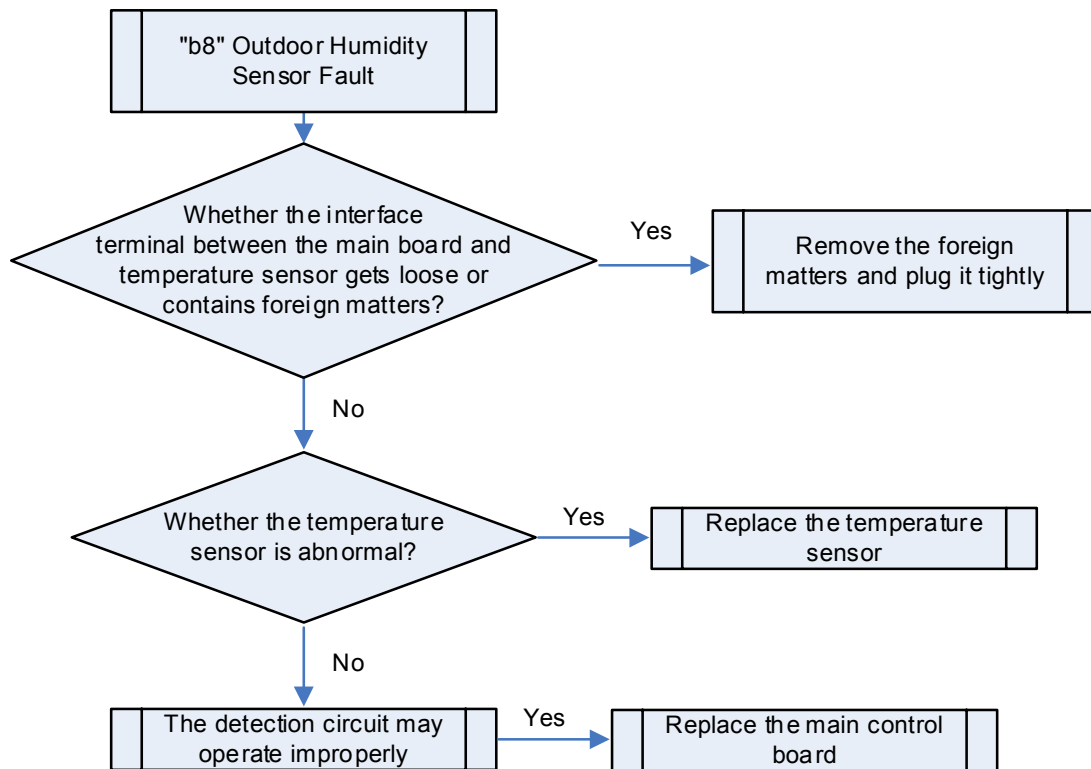 "b8" Outdoor Humidity
Sensor Fault
Whether the interface
terminal between the main board and
temperature sensor gets loose or
contains foreign matters?
Yes
Remove the foreign
matters and plug it tightly
No
Whether the temperature
sensor is abnormal?
Yes
Replace the temperature
sensor
No
The detection circuit may
operate improperly
Yes
Replace the main control
board